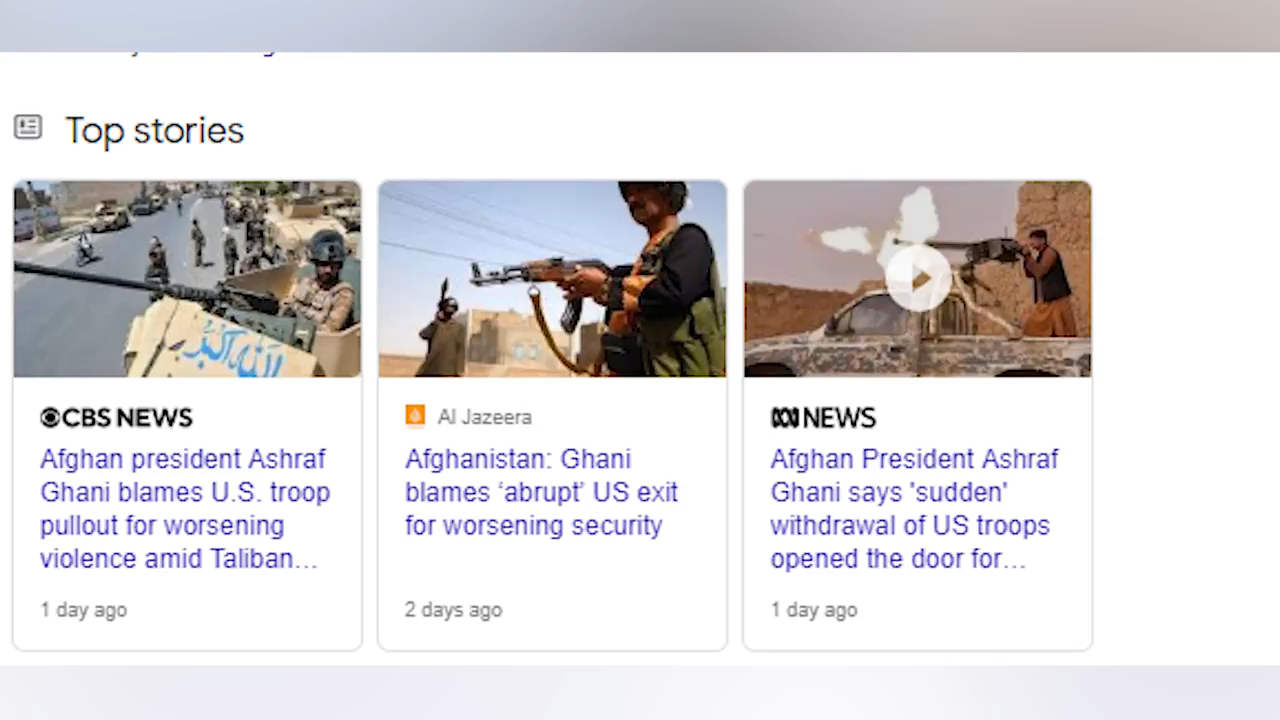 Top stories
الله اكبر
CBS NEWS
Afghan president Ashraf
Ghani blames U.S. troop
pullout for worsening
violence amid Taliban...
1 day ago
Al Jazeera
Afghanistan: Ghani
blames ‘abrupt’ US exit
for worsening security
2 days ago
NEWS
Afghan President Ashraf
Ghani says 'sudden'
withdrawal of US troops
opened the door for...
1 day ago